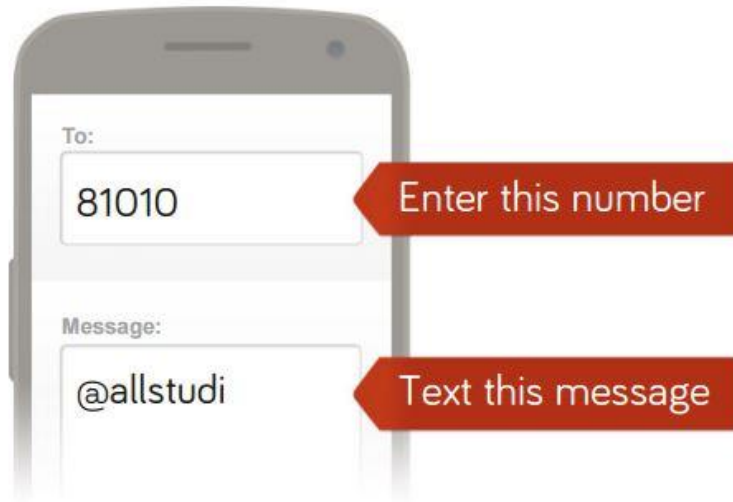 To:
81010
Enter this number
Message:
@allstudi
Text this message